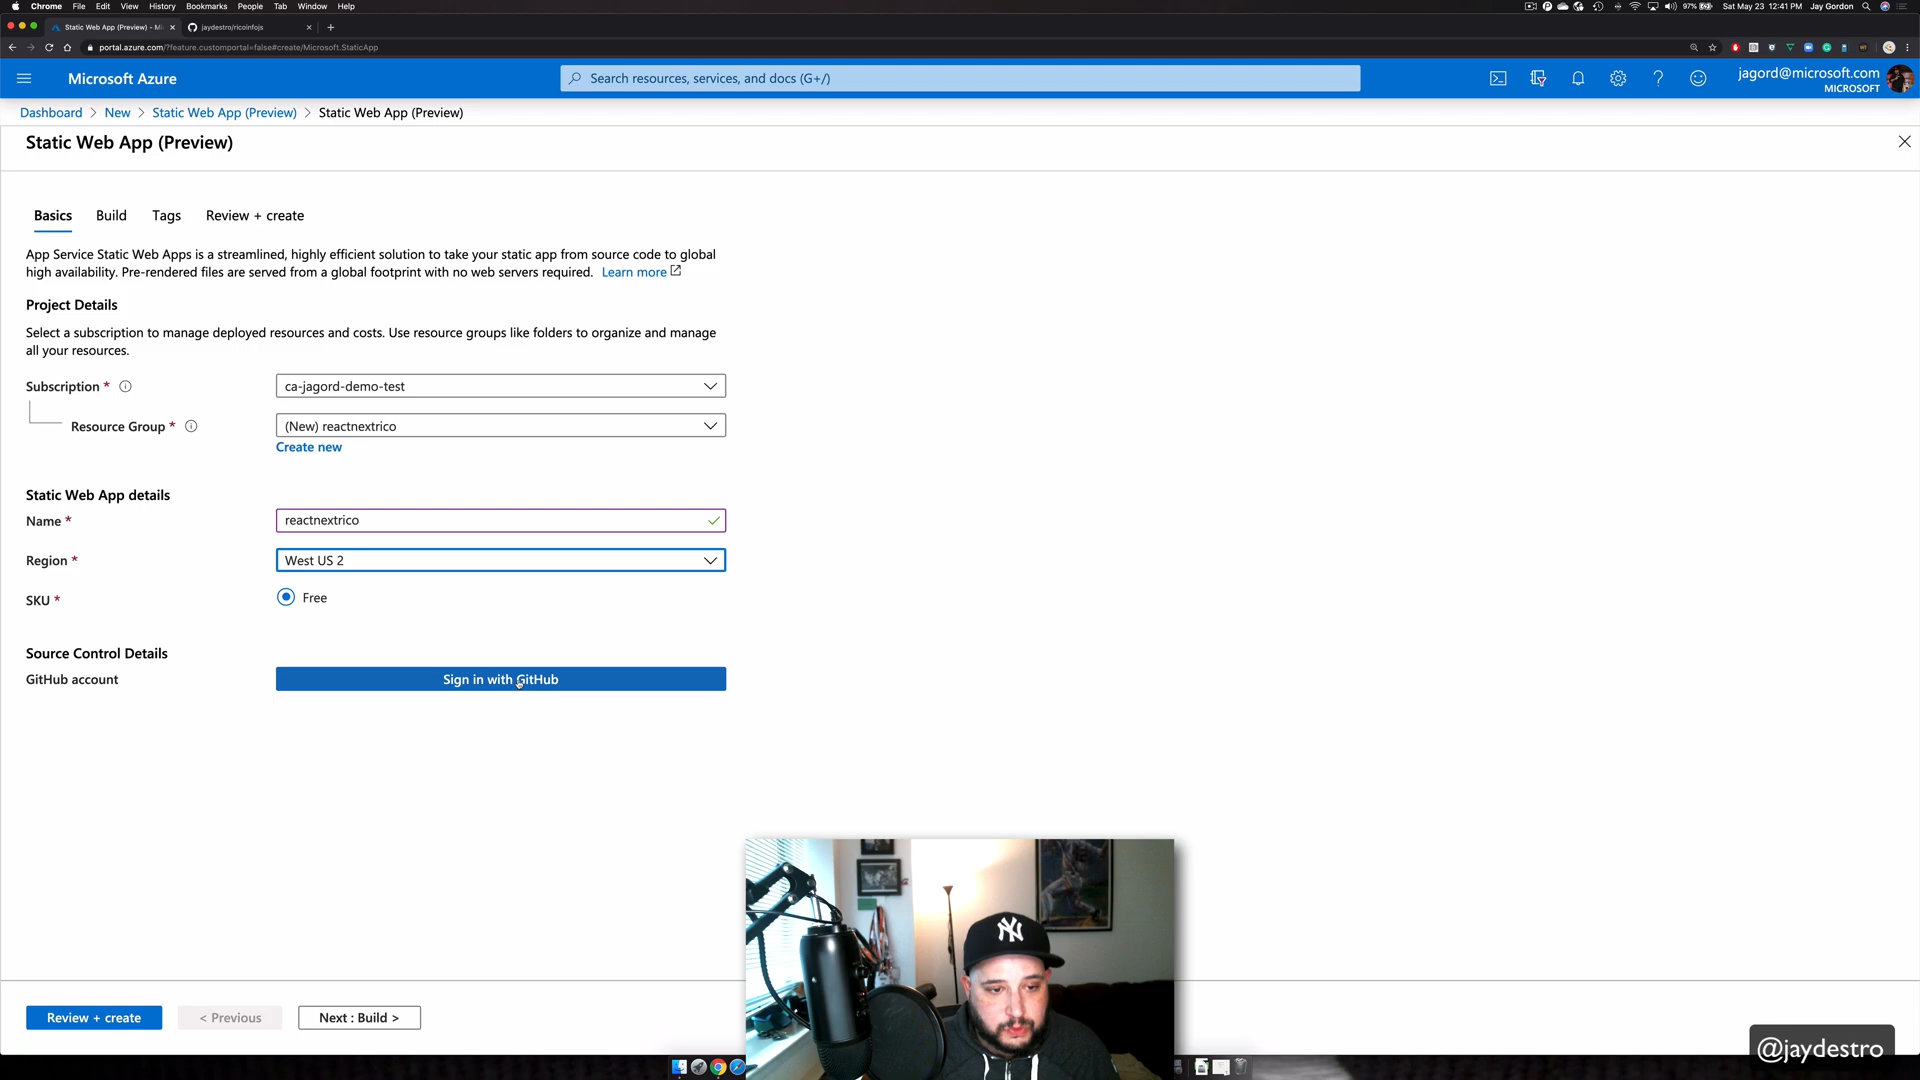 Chrome File Edit View History Bookmarks People Tab Window Help
97% Sat May 23 12:41 PM Jay Gordon
Static Web App (Preview) - Mi
jaydestro/ricoinfojs
portal.azure.com/?feature.customportal=false#create/Microsoft.StaticApp
Microsoft Azure
Search resources, services, and docs (G+/)
jagord@microsoft.com
MICROSOFT
Dashboard > New > Static Web App (Preview) > Static Web App (Preview)
Static Web App (Preview)
Basics Build Tags Review + create
App Service Static Web Apps is a streamlined, highly efficient solution to take your static app from source code to global
high availability. Pre-rendered files are served from a global footprint with no web servers required. Learn more
Project Details
Select a subscription to manage deployed resources and costs. Use resource groups like folders to organize and manage
all your resources.
Subscription *
ca-jagord-demo-test
Resource Group *
(New) reactnextrico
Create new
Static Web App details
Name *
reactnextrico
Region *
West US 2
SKU *
Free
Source Control Details
GitHub account
Sign in with GitHub
Review + create
< Previous
Next : Build >
NY
@jaydestro